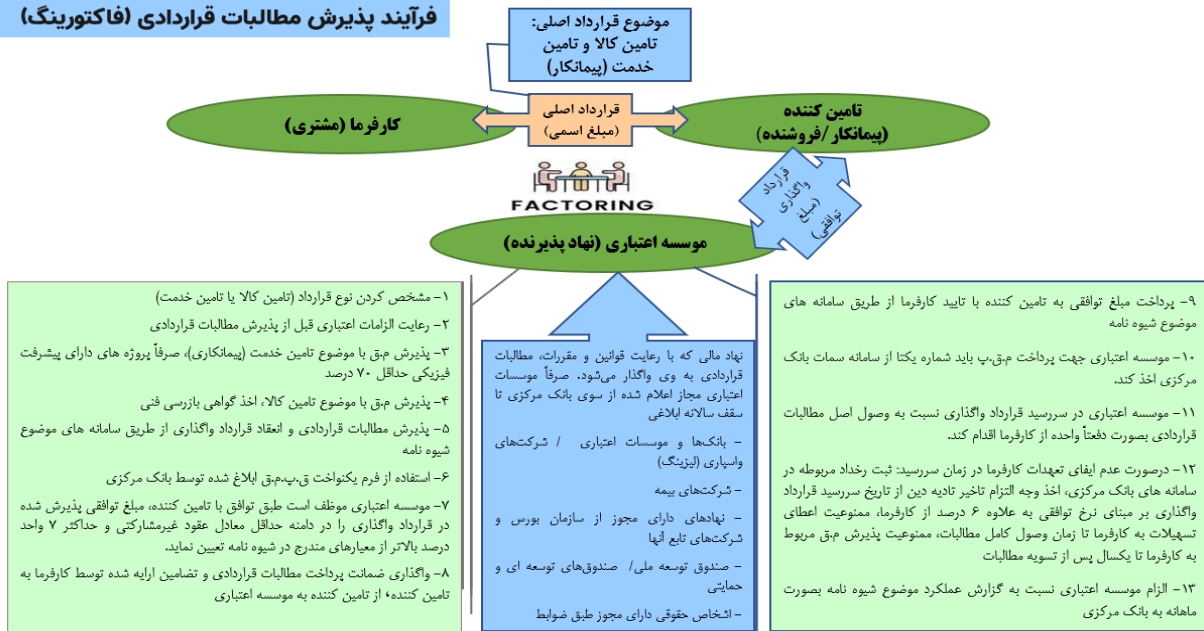 فرآیند پذیرش مطالبات قراردادی (فاکتورینگ)
موضوع قرارداد اصلی:
تامین کالا و تامین
خدمت (پیمانکار)
تامین کننده
(پیمانکار/فروشنده)
قرارداد اصلی
(مبلغ اسمی)
کارفرما (مشتری)
قرارداد
واگذاری
(مبلغ
توافقی)
FACTORING
موسسه اعتباری (نهاد پذیرنده)
۹- پرداخت مبلغ توافقی به تامین کننده با تایید کارفرما از طریق سامانه های
موضوع شیوه نامه
۱۰- موسسه اعتباری جهت پرداخت م.ق.پ باید شماره یکتا از سامانه سمات بانک
مرکزی اخذ کند.
۱۱- موسسه اعتباری در سررسید قرارداد واگذاری نسبت به وصول اصل مطالبات
قراردادی بصورت دفعتاً واحده از کارفرما اقدام کند.
۱۲- درصورت عدم ایفای تعهدات کارفرما در زمان سررسید: ثبت رخداد مربوطه در
سامانه های بانک مرکزی، اخذ وجه التزام تاخیر تادیه دین از تاریخ سررسید قرارداد
واگذاری بر مبنای نرخ توافقی به علاوه ۶ درصد از کارفرما، ممنوعیت اعطای
تسهیلات به کارفرما تا زمان وصول کامل مطالبات، ممنوعیت پذیرش م.ق مربوط
به کارفرما تا یکسال پس از تسویه مطالبات
۱۳- الزام موسسه اعتباری نسبت به گزارش عملکرد موضوع شیوه نامه بصورت
ماهانه به بانک مرکزی
نهاد مالی که با رعایت قوانین و مقررات، مطالبات
قراردادی به وی واگذار می‌شود. صرفاً موسسات
اعتباری مجاز اعلام شده از سوی بانک مرکزی تا
سقف سالانه ابلاغی
- بانک‌ها و موسسات اعتباری / شرکت‌های
واسپاری (لیزینگ)
- شرکت‌های بیمه
- نهادهای دارای مجوز از سازمان بورس و
شرکت‌های تابع آنها
- صندوق توسعه ملی/ صندوق‌های توسعه ای و
حمایتی
- اشخاص حقوقی دارای مجوز طبق ضوابط
۱- مشخص کردن نوع قرارداد (تامین کالا یا تامین خدمت)
۲- رعایت الزامات اعتباری قبل از پذیرش مطالبات قراردادی
۳- پذیرش م.ق با موضوع تامین خدمت (پیمانکاری)، صرفاً پروژه های دارای پیشرفت
فیزیکی حداقل ۷۰ درصد
۴- پذیرش م.ق با موضوع تامین کالا، اخذ گواهی بازرسی فنی
۵- پذیرش مطالبات قراردادی و انعقاد قرارداد واگذاری از طریق سامانه های موضوع
شیوه نامه
۶- استفاده از فرم یکنواخت ق.پ.م.ق ابلاغ شده توسط بانک مرکزی
۷- موسسه اعتباری موظف است طبق توافق با تامین کننده، مبلغ توافقی پذیرش شده
در قرارداد واگذاری را در دامنه حداقل معادل عقود غیرمشارکتی و حداکثر ۷ واحد
درصد بالاتر از معیارهای مندرج در شیوه نامه تعیین نماید.
۸- واگذاری ضمانت پرداخت مطالبات قراردادی و تضامین ارایه شده توسط کارفرما به
تامین کننده، از تامین کننده به موسسه اعتباری